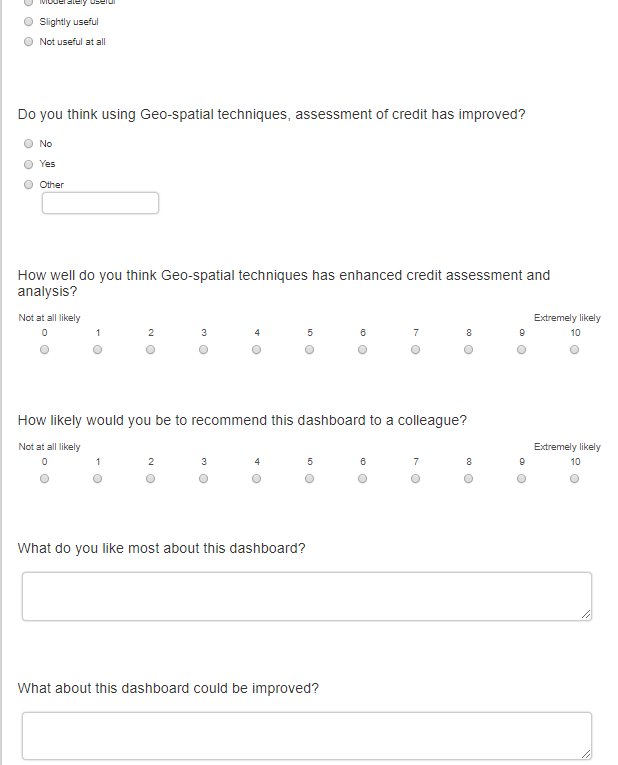 Moderately useful
Slightly useful
Not useful at all
Do you think using Geo-spatial techniques, assessment of credit has improved?
No
Yes
Other
How well do you think Geo-spatial techniques has enhanced credit assessment and
analysis?
Not at all likely Extremely likely
0 1 2 3 4 5 6 7 8 9 10
How likely would you be to recommend this dashboard to a colleague?
Not at all likely Extremely likely
0 1 2 3 4 5 6 7 8 9 10
What do you like most about this dashboard?
What about this dashboard could be improved?